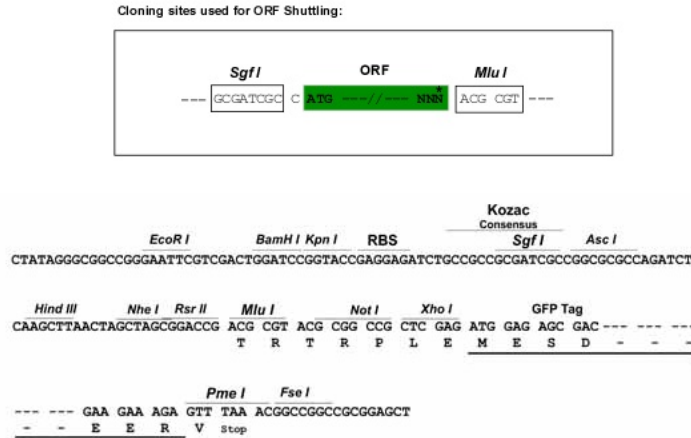 Cloning sites used for ORF Shuttling:
Sgf I ORF Mlu I
--- GCGATCGC C ATG ---//--- NNN* ACG CGT ---
Kozac
Consensus
EcoR I BamH I Kpn I RBS Sgf I Asc I
CTATAGGGCGGCCGGGAATTCGTCGACTGGATCCGGTACCGAGGAGATCTGCCGCCGCGATCGCCGGCGCGCCAGATCT
Hind III Nhe I Rsr II Mlu I Not I Xho I GFP Tag
CAAGCTTAACTAGCTAGCGGACCG ACG CGT ACG CGG CCG CTC GAG ATG GAG AGC GAC--- --- ---
T R T R P L E M E S D - - -
Pme I Fse I
--- --- GAA GAA AGA GTT TAA ACGGCCGGCCGCGGAGCT
- - E E R V Stop